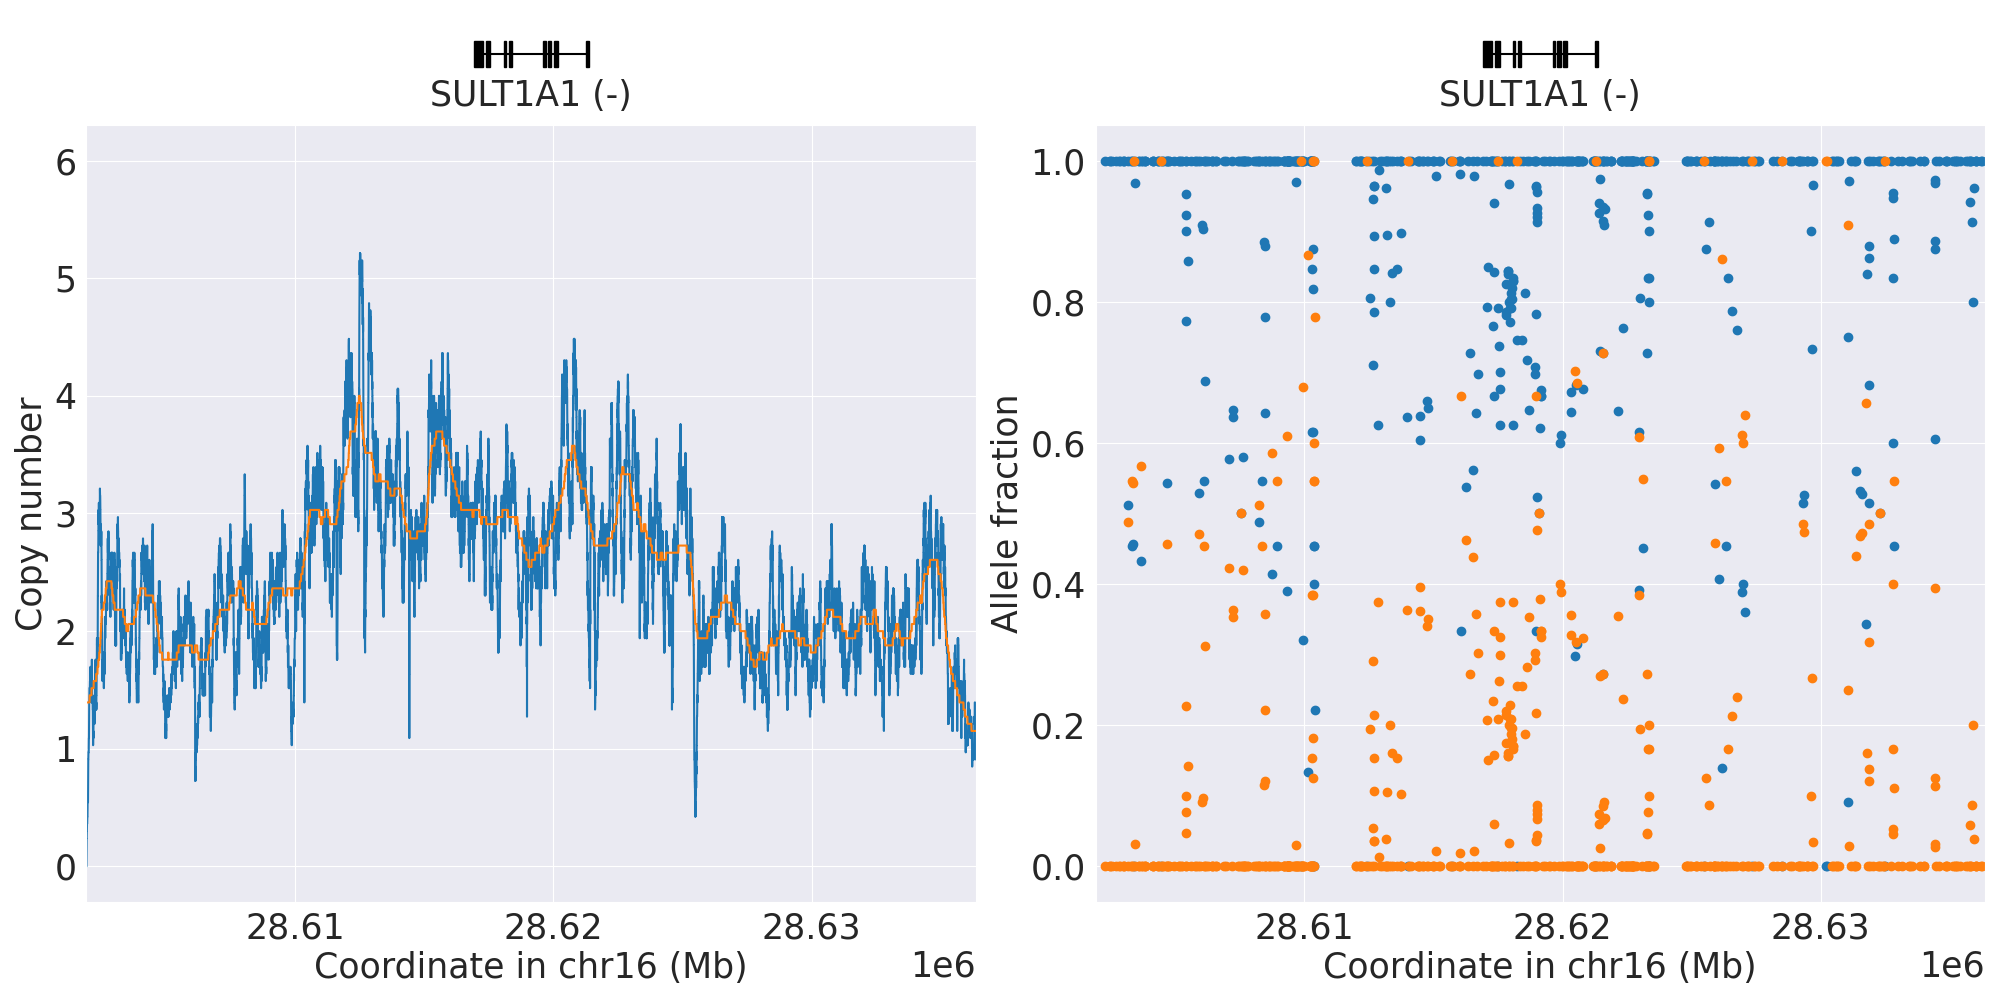 SULT1A1 (-)
6
5
4
3
2
1
0
Copy number
28.61
28.62
28.63
Coordinate in chr16 (Mb)
1e6
SULT1A1 (-)
1.0
0.8
0.6
0.4
0.2
0.0
Allele fraction
28.61
28.62
28.63
Coordinate in chr16 (Mb)
1e6